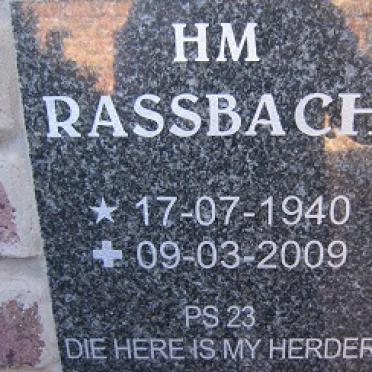 HM
RASSBACH
★ 17-07-1940
✚ 09-03-2009
PS 23
DIE HERE IS MY HERDER